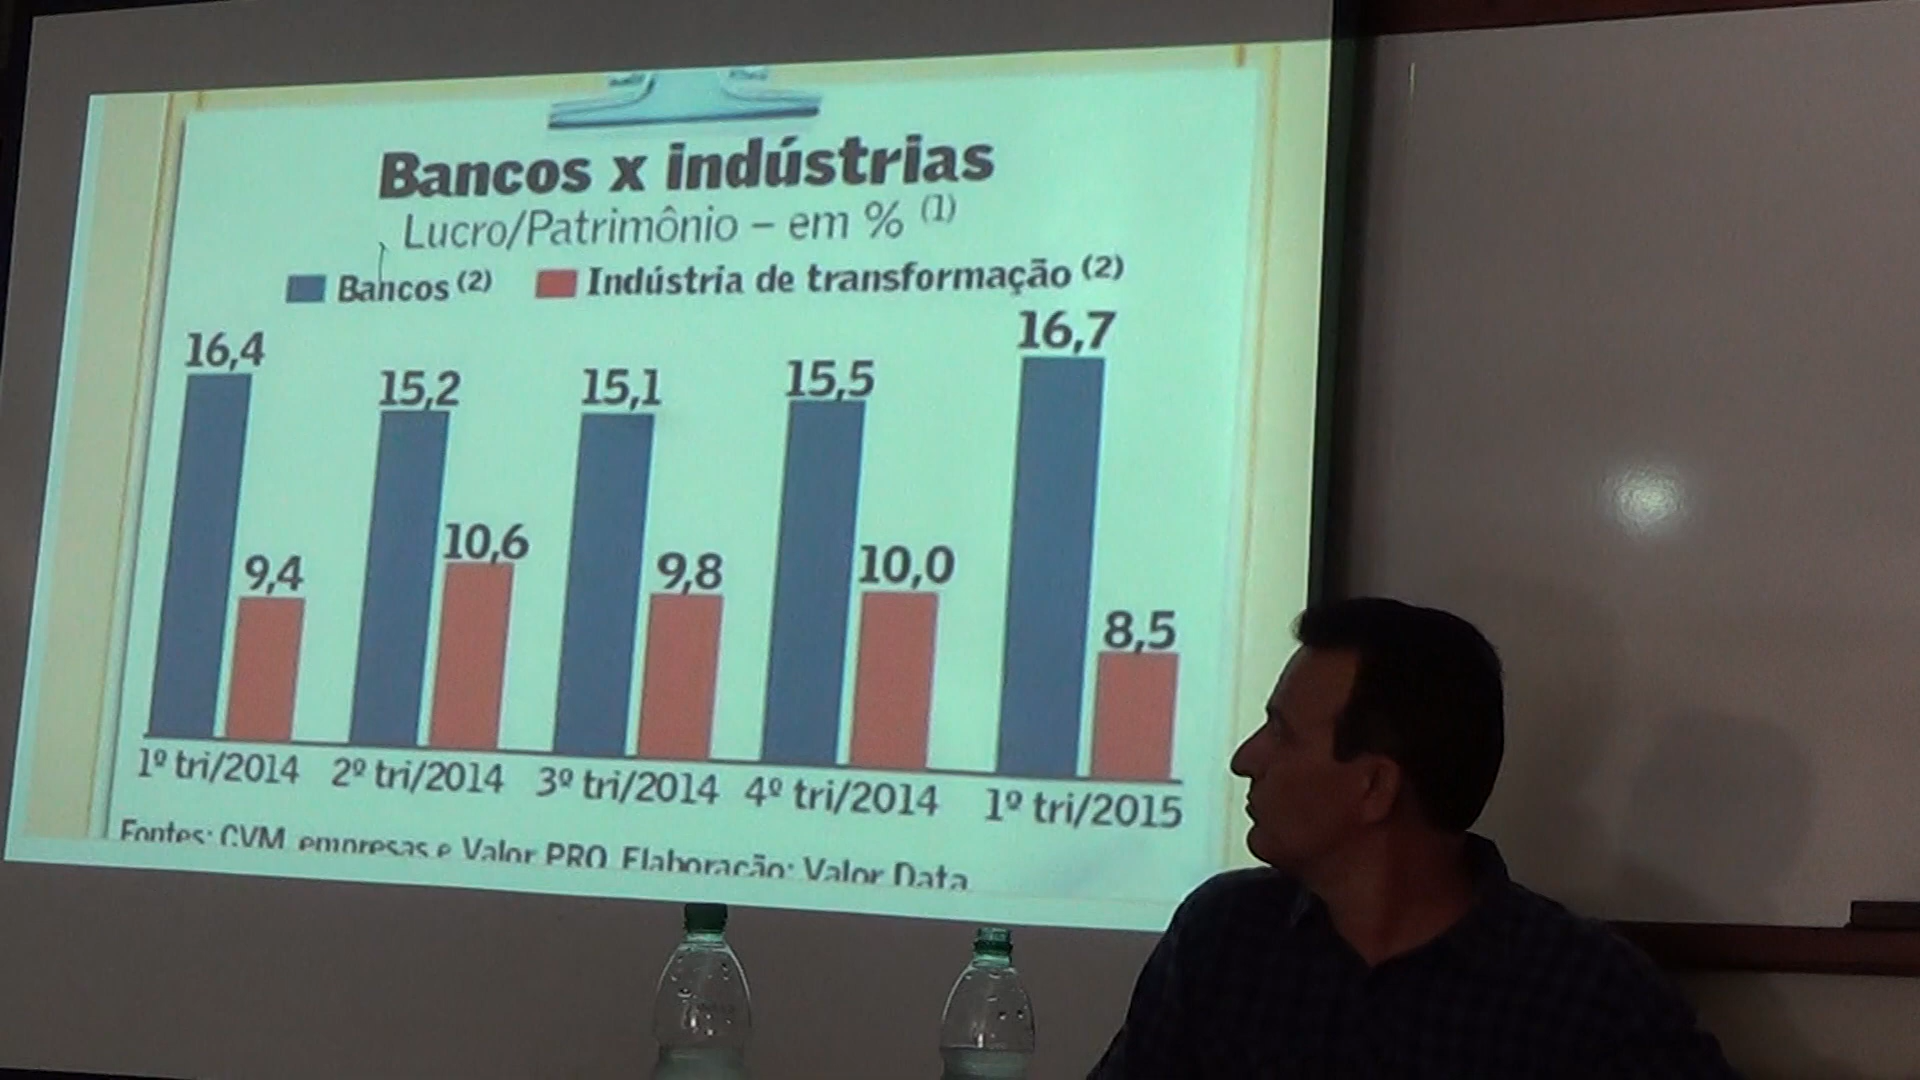 Bancos x indústrias
Lucro/Patrimônio – em % (1)
Bancos (2) Indústria de transformação (2)
16,4 15,2 15,1 15,5 16,7
9,4 10,6 9,8 10,0 8,5
1º tri/2014 2º tri/2014 3º tri/2014 4º tri/2014 1º tri/2015
Fontes: CVM, empresas e Valor PRO. Elaboração: Valor Data